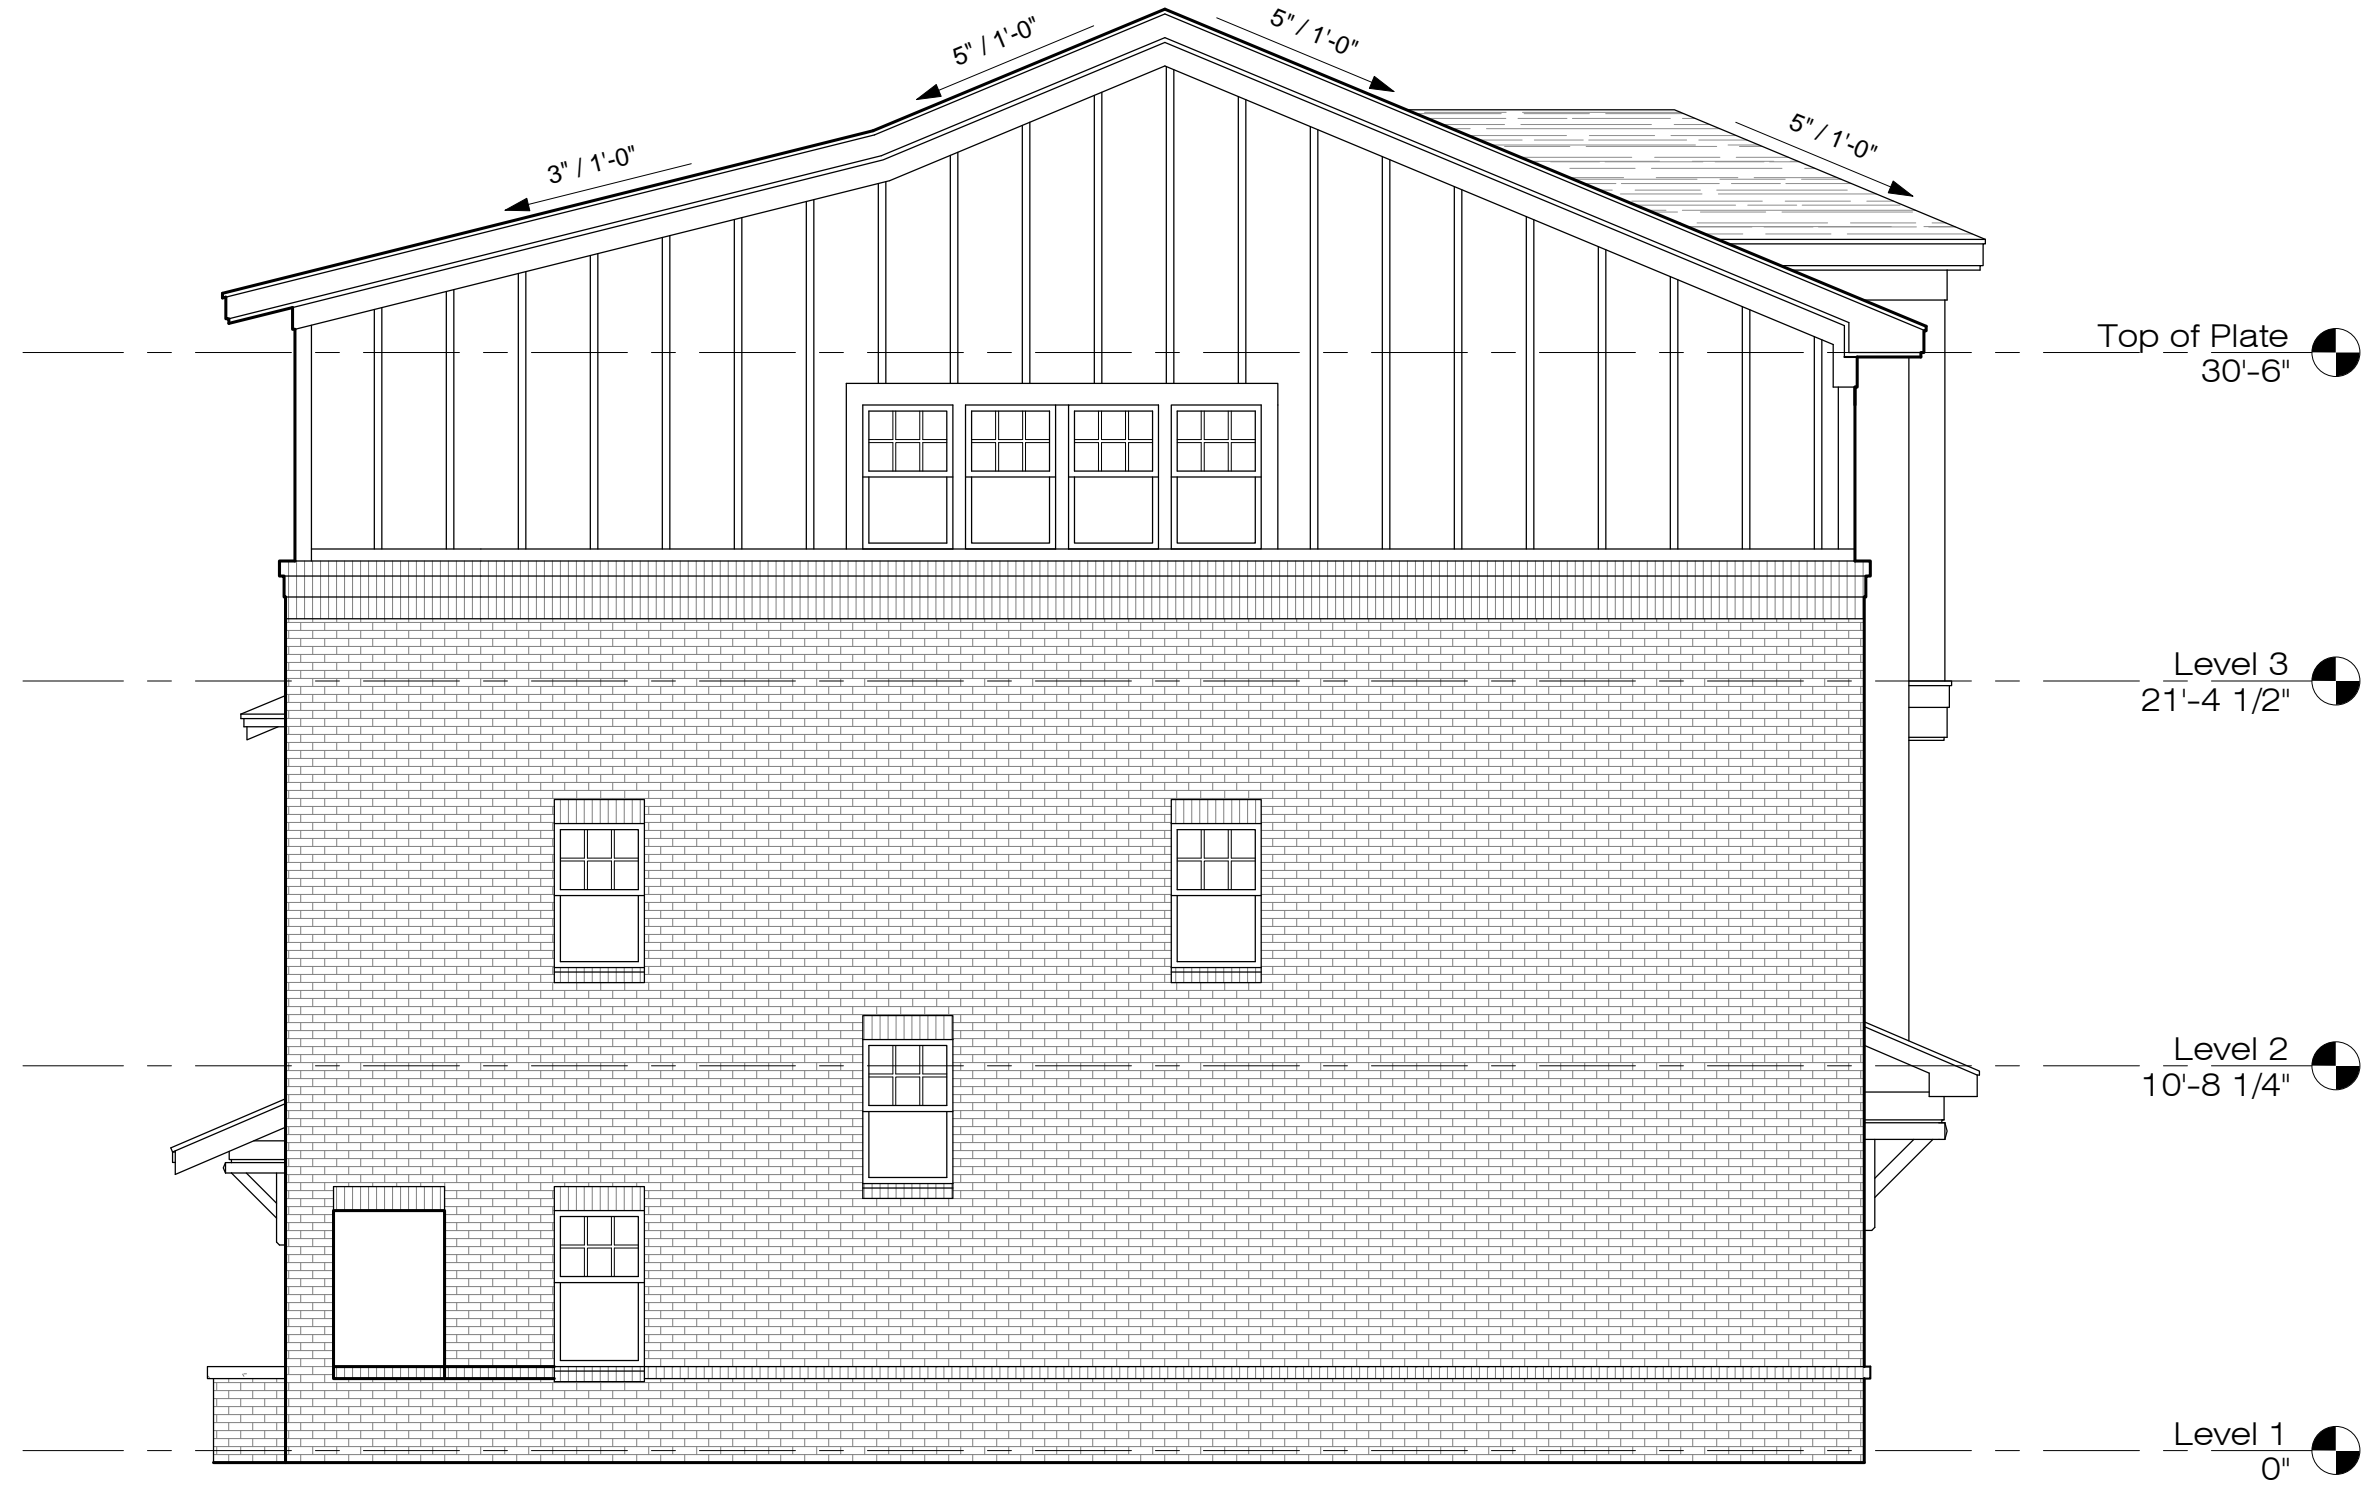 5" / 1'-0"
5" / 1'-0"
5" / 1'-0"
3" / 1'-0"
Top of Plate
30'-6"
Level 3
21'-4 1/2"
Level 2
10'-8 1/4"
Level 1
0"